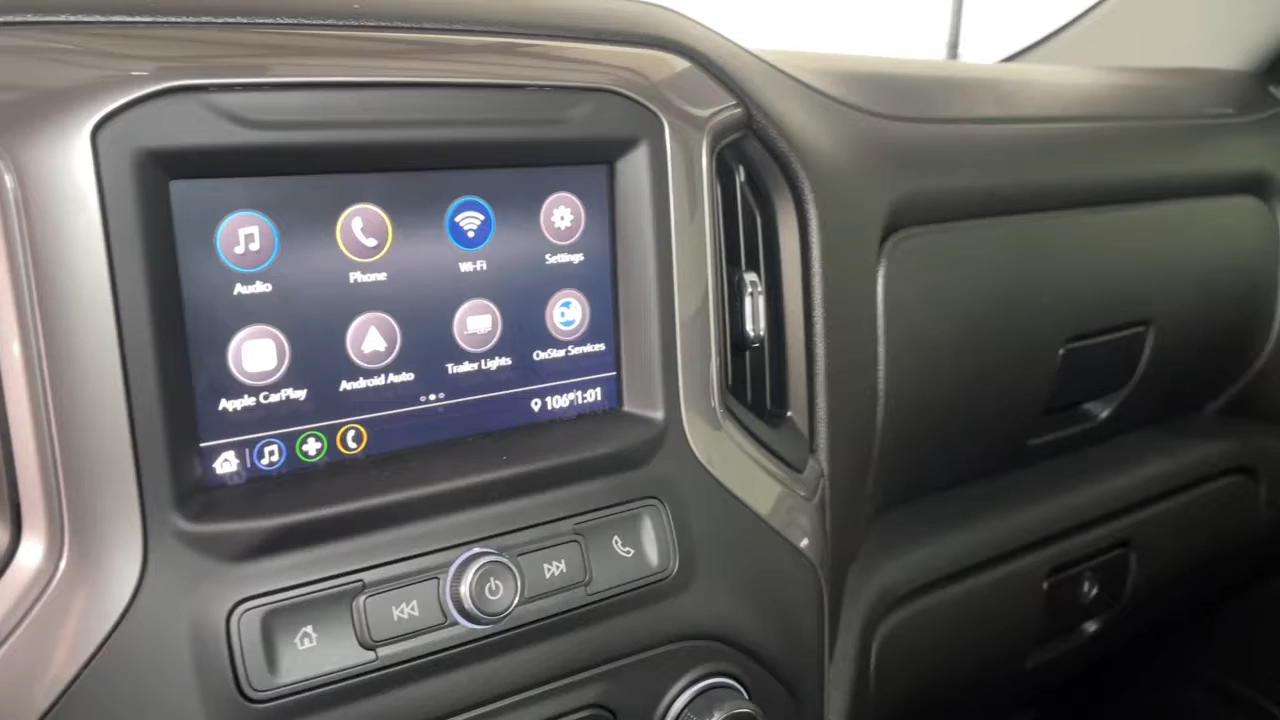 Audio
Phone
Wi-Fi
Settings
Apple CarPlay
Android Auto
Trailer Lights
OnStar Services
106° 1:01